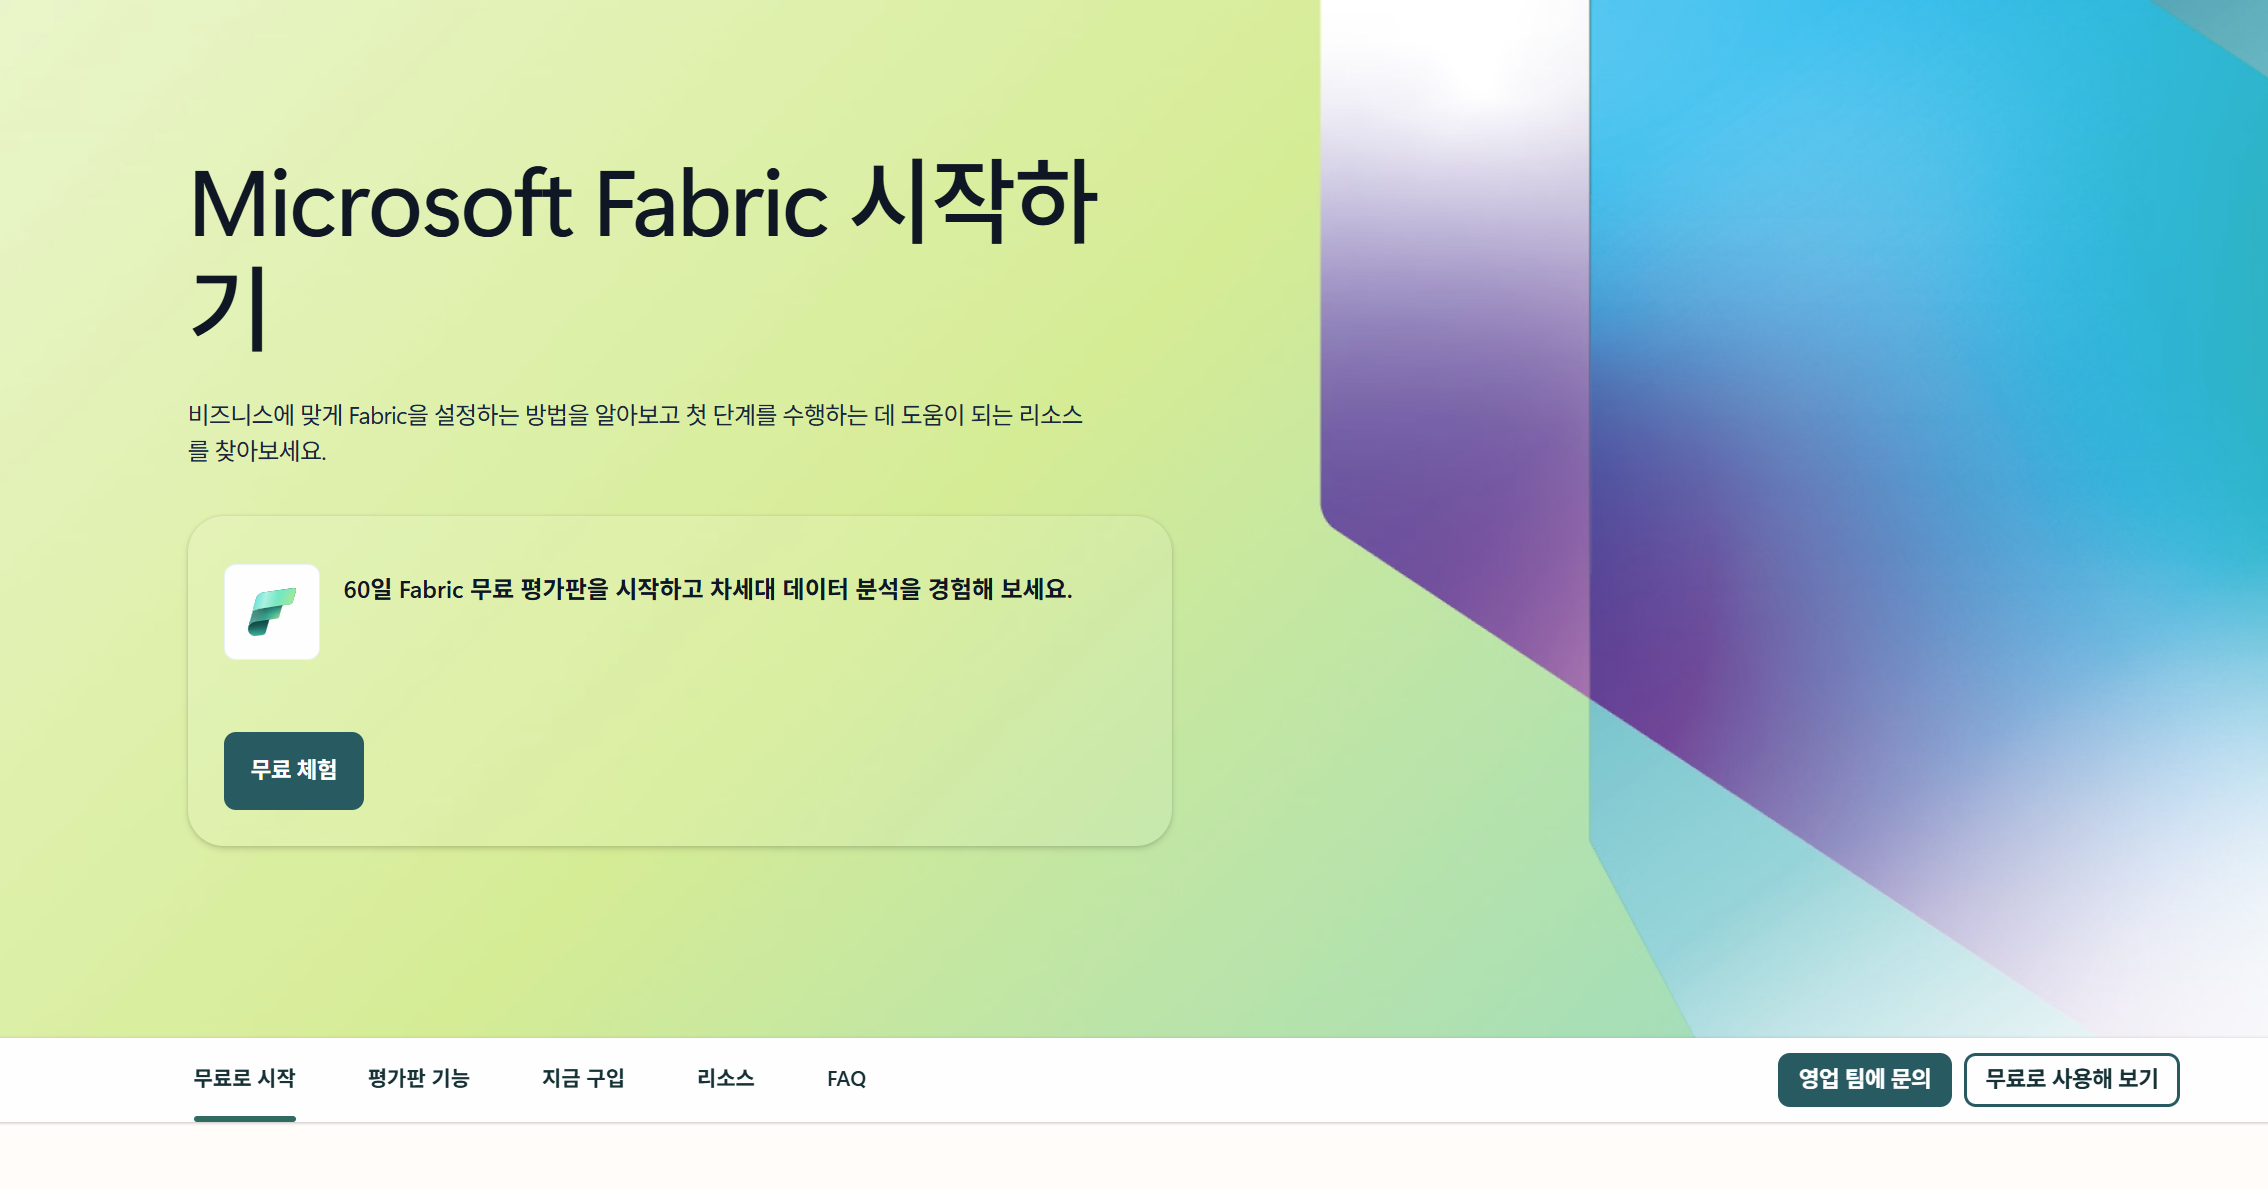 Microsoft Fabric 시작하
기
비즈니스에 맞게 Fabric을 설정하는 방법을 알아보고 첫 단계를 수행하는 데 도움이 되는 리소스
를 찾아보세요.
60일 Fabric 무료 평가판을 시작하고 차세대 데이터 분석을 경험해 보세요.
무료 체험
무료로 시작
평가판 기능
지금 구입
리소스
FAQ
영업 팀에 문의
무료로 사용해 보기